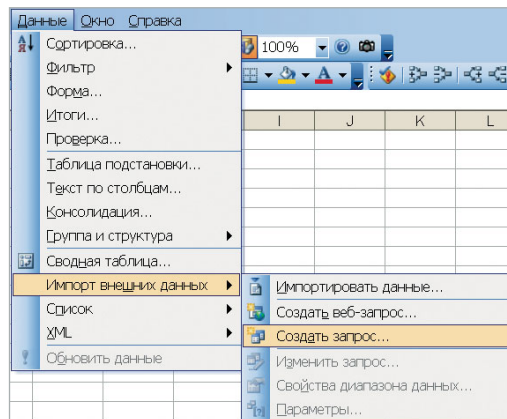 Данные Окно Справка
Сортировка...
100%
Фильтр
Форма...
Итоги...
I J K L
Проверка...
Таблица подстановки...
Текст по столбцам...
Консолидация...
Группа и структура
Сводная таблица...
Импорт внешних данных
Импортировать данные...
Список
Создать веб-запрос...
XML
Создать запрос...
Обновить данные
Изменить запрос...
Свойства диапазона данных...
Параметры...